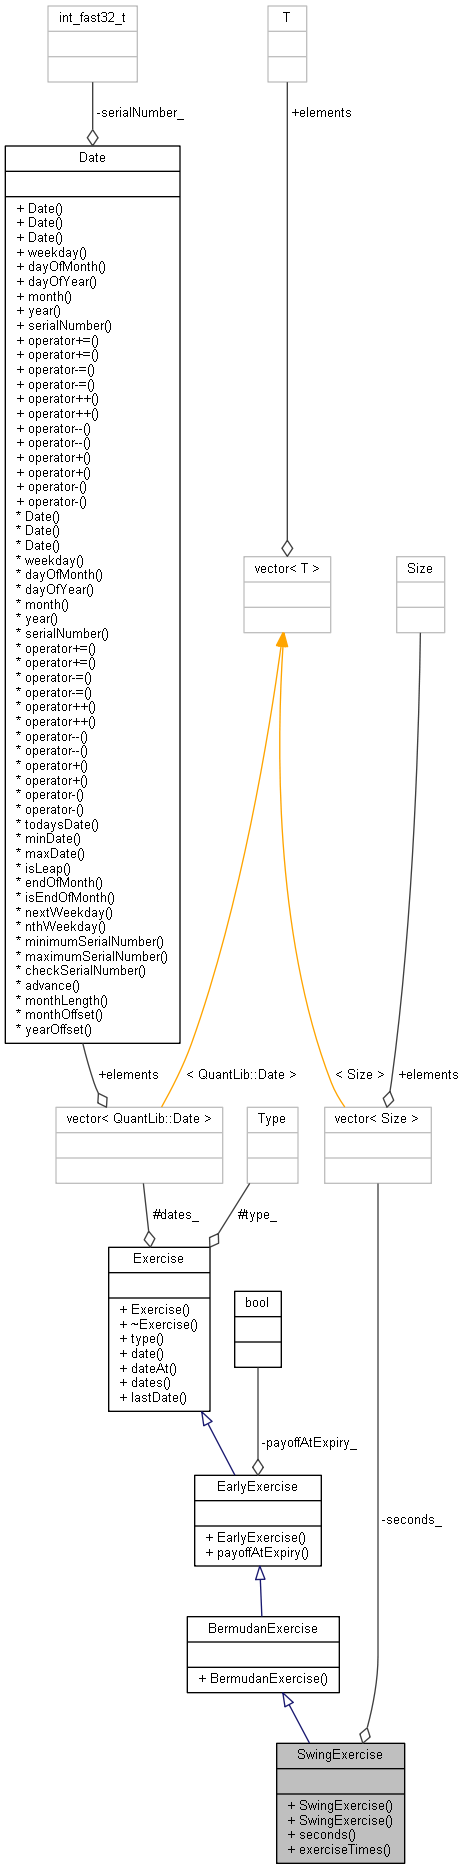 int_fast32_t
T
-serialNumber_
+elements
Date
+ Date()
+ Date()
+ Date()
+ weekday()
+ dayOfMonth()
+ dayOfYear()
+ month()
+ year()
+ serialNumber()
+ operator+=()
+ operator+=()
+ operator-=()
+ operator-=()
+ operator++()
+ operator++()
+ operator--()
+ operator--()
+ operator+()
+ operator+()
+ operator-()
+ operator-()
* Date()
* Date()
* Date()
* weekday()
* dayOfMonth()
* dayOfYear()
* month()
* year()
* serialNumber()
* operator+=()
* operator+=()
* operator-=()
* operator-=()
* operator++()
* operator++()
* operator--()
* operator--()
* operator+()
* operator+()
* operator-()
* operator-()
* todaysDate()
* minDate()
* maxDate()
* isLeap()
* endOfMonth()
* isEndOfMonth()
* nextWeekday()
* nthWeekday()
* minimumSerialNumber()
* maximumSerialNumber()
* checkSerialNumber()
* advance()
* monthLength()
* monthOffset()
* yearOffset()
vector< T >
Size
+elements
< QuantLib::Date >
< Size >
+elements
vector< QuantLib::Date >
Type
vector< Size >
#dates_
#type_
Exercise
+ Exercise()
+ ~Exercise()
+ type()
+ date()
+ dateAt()
+ dates()
+ lastDate()
bool
-payoffAtExpiry_
EarlyExercise
+ EarlyExercise()
+ payoffAtExpiry()
-seconds_
BermudanExercise
+ BermudanExercise()
SwingExercise
+ SwingExercise()
+ SwingExercise()
+ seconds()
+ exerciseTimes()